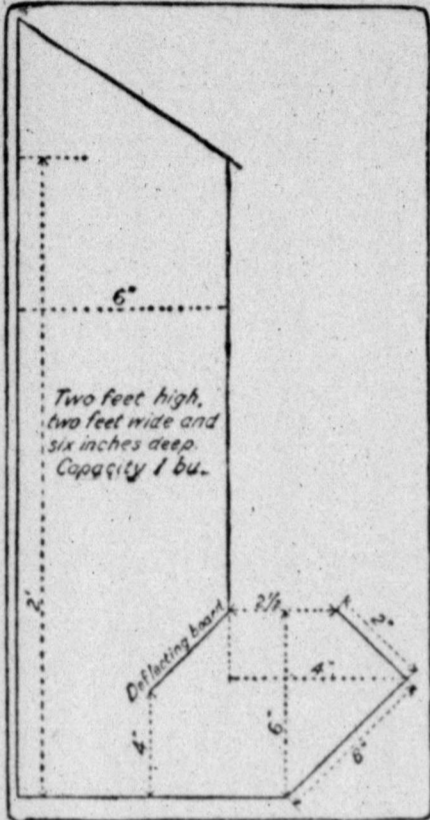 6"
Two feet high,
two feet wide and
six inches deep.
Capacity 1 bu.
2'
Deflecting board
2½
2"
4"
4"
6"
6"